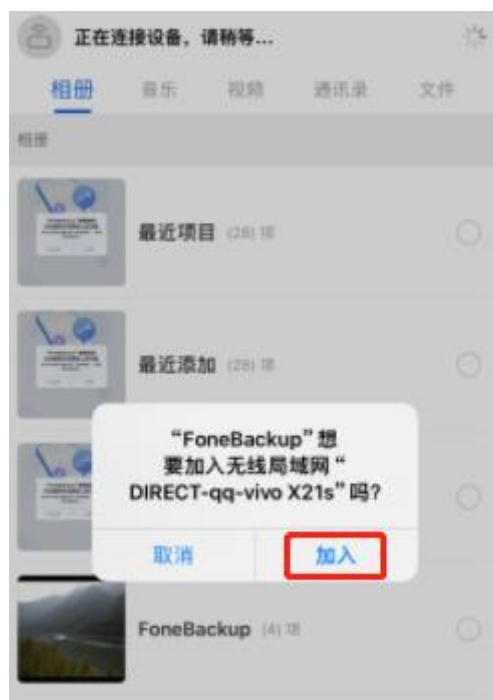 正在连接设备，请稍等...
相册 音乐 视频 通讯录 文件
相册
最近项目 (28) 项
最近添加 (28) 项
“FoneBackup”想
要加入无线局域网“
DIRECT-qq-vivo X21s”吗?
取消 加入
FoneBackup (4) 项